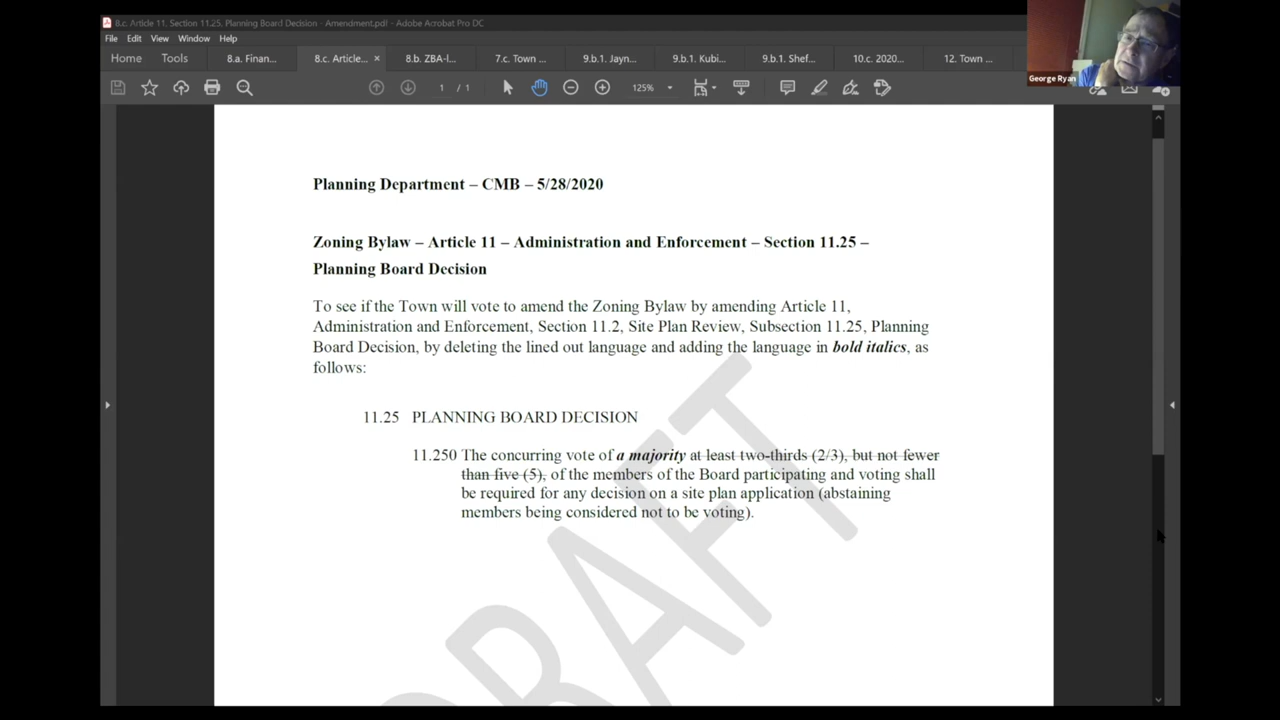 8.c. Article 11, Section 11.25, Planning Board Decision - Amendment.pdf - Adobe Acrobat Pro DC
File Edit View Window Help
Home Tools 8.a. Finan... 8.c. Article... × 8.b. ZBA-I... 7.c. Town ... 9.b.1. Jayn... 9.b.1. Kubi... 9.b.1. Shef... 10.c. 2020... 12. Town ...
1 / 1 125%
George Ryan
Planning Department – CMB – 5/28/2020
Zoning Bylaw – Article 11 – Administration and Enforcement – Section 11.25 –
Planning Board Decision
To see if the Town will vote to amend the Zoning Bylaw by amending Article 11,
Administration and Enforcement, Section 11.2, Site Plan Review, Subsection 11.25, Planning
Board Decision, by deleting the lined out language and adding the language in bold italics, as
follows:
11.25 PLANNING BOARD DECISION
11.250 The concurring vote of a majority at least two-thirds (2/3), but not fewer
than five (5), of the members of the Board participating and voting shall
be required for any decision on a site plan application (abstaining
members being considered not to be voting).
DRAFT